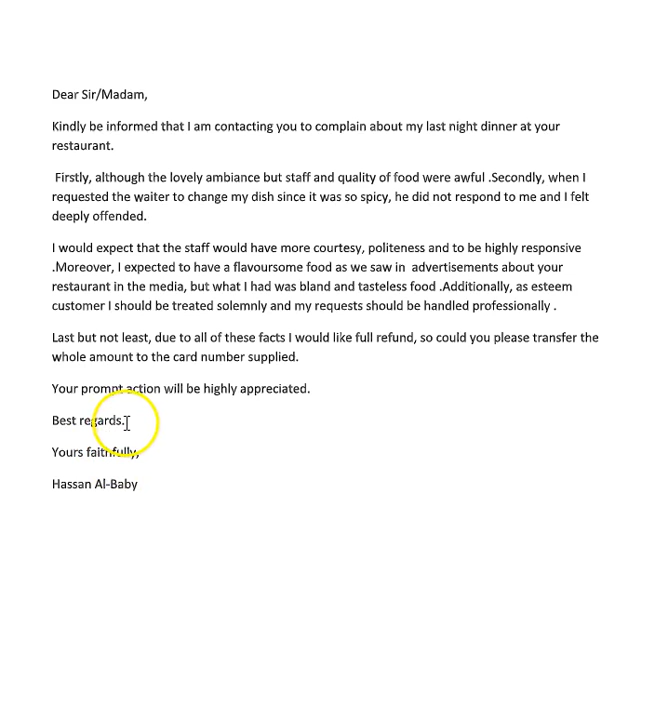 Dear Sir/Madam,
Kindly be informed that I am contacting you to complain about my last night dinner at your
restaurant.
Firstly, although the lovely ambiance but staff and quality of food were awful .Secondly, when I
requested the waiter to change my dish since it was so spicy, he did not respond to me and I felt
deeply offended.
I would expect that the staff would have more courtesy, politeness and to be highly responsive
.Moreover, I expected to have a flavoursome food as we saw in  advertisements about your
restaurant in the media, but what I had was bland and tasteless food .Additionally, as esteem
customer I should be treated solemnly and my requests should be handled professionally .
Last but not least, due to all of these facts I would like full refund, so could you please transfer the
whole amount to the card number supplied.
Your prompt action will be highly appreciated.
Best regards.
Yours faithfully,
Hassan Al-Baby